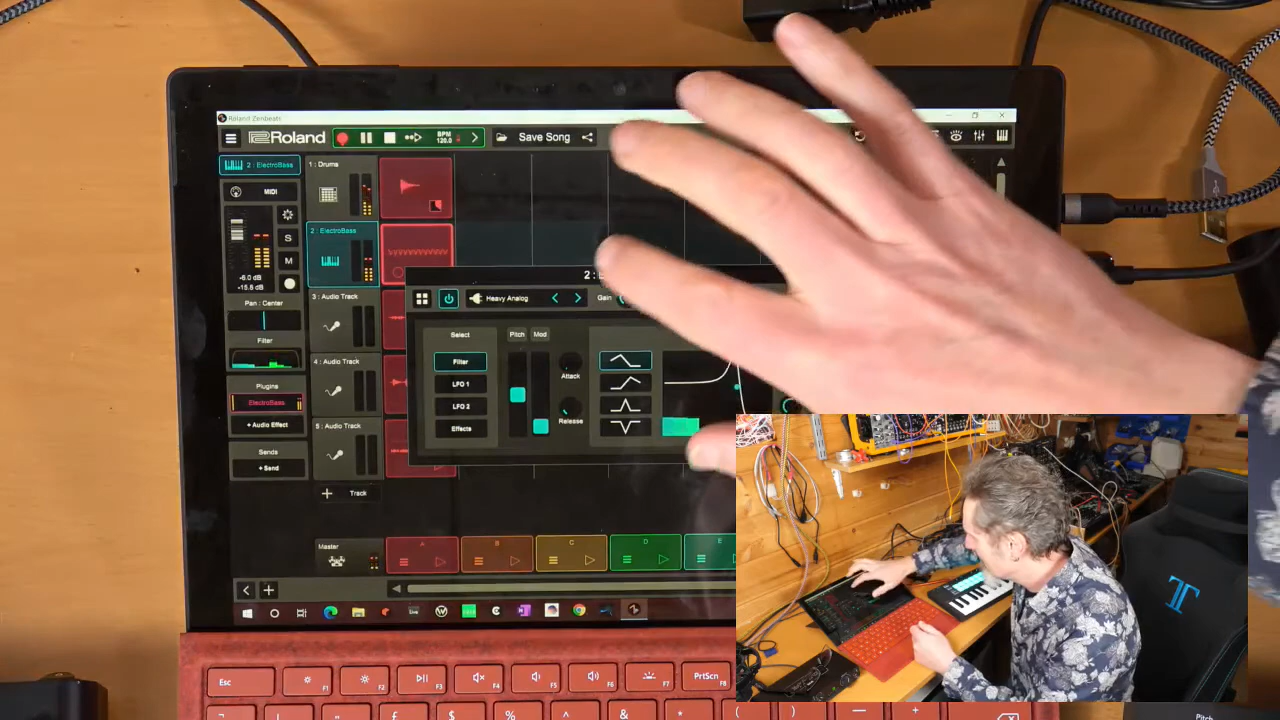 Roland Zenbeats
Roland
BPM
120.0
Save Song
2 : ElectroBass
MIDI
S
M
-6.0 dB
-15.8 dB
Pan : Center
Filter
Plugins
ElectroBass
+ Audio Effect
Sends
+ Send
1 : Drums
2 : ElectroBass
3 : Audio Track
4 : Audio Track
5 : Audio Track
+ Track
Master
A
B
C
D
E
2 :
Heavy Analog
Gain
Select
Filter
LFO 1
LFO 2
Effects
Pitch
Mod
Attack
Release
Esc
F1
F2
F3
F4
F5
F6
F7
PrtScn
F8
!
"
£
$
%
^
&
*
(
)
—
+
Pitch